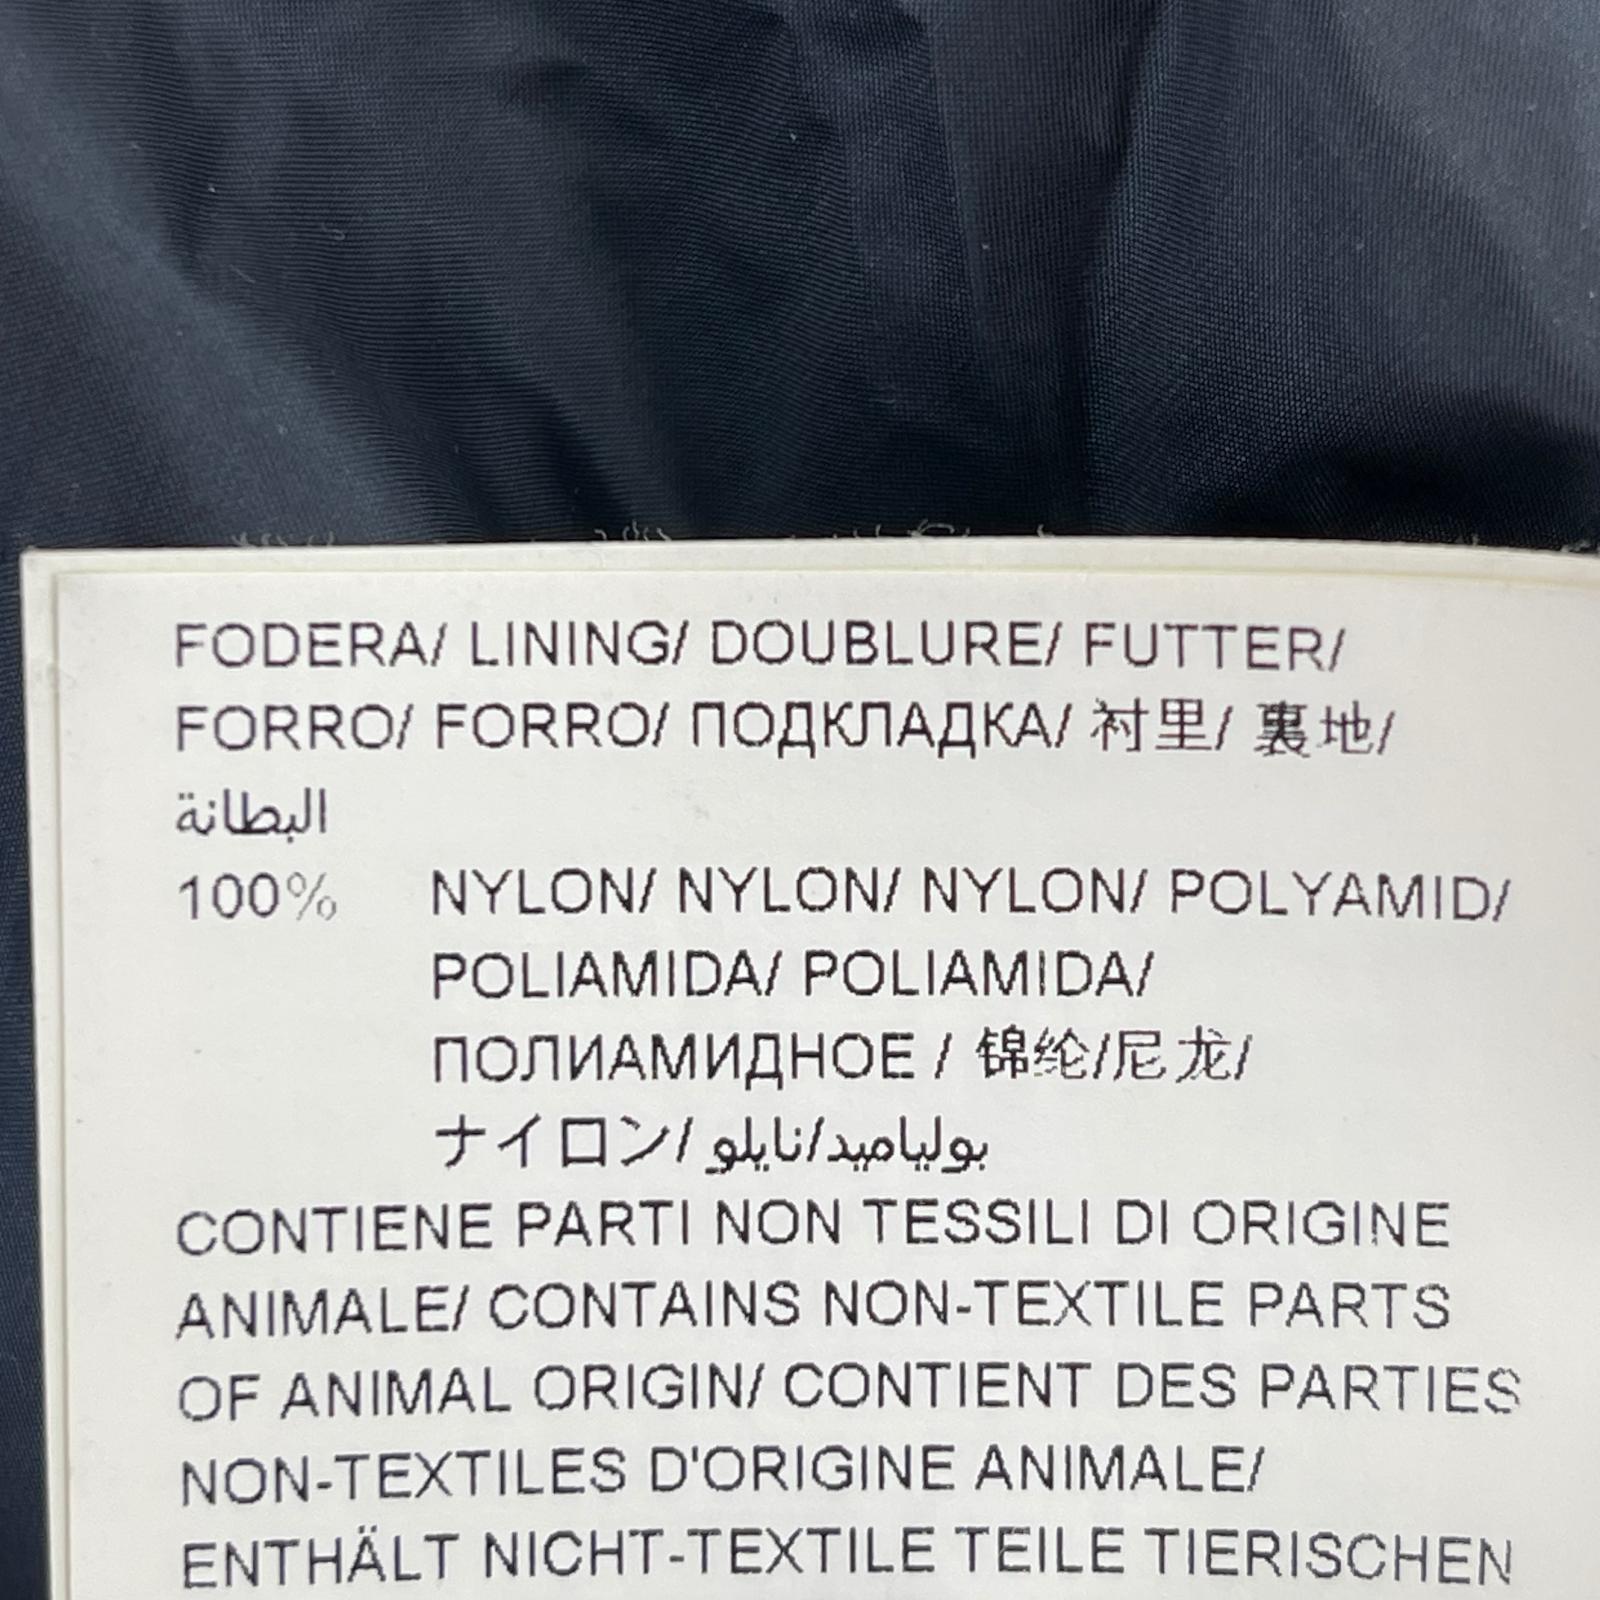 FODERA/ LINING/ DOUBLURE/ FUTTER/
FORRO/ FORRO/ ПОДКЛАДКА/ 衬里/ 裏地/
البطانة
100% NYLON/ NYLON/ NYLON/ POLYAMID/
POLIAMIDA/ POLIAMIDA/
ПОЛИАМИДНОЕ / 锦纶/尼龙/
ナイロン/ بولياميد/نايلو
CONTIENE PARTI NON TESSILI DI ORIGINE
ANIMALE/ CONTAINS NON-TEXTILE PARTS
OF ANIMAL ORIGIN/ CONTIENT DES PARTIES
NON-TEXTILES D'ORIGINE ANIMALE/
ENTHÄLT NICHT-TEXTILE TEILE TIERISCHEN